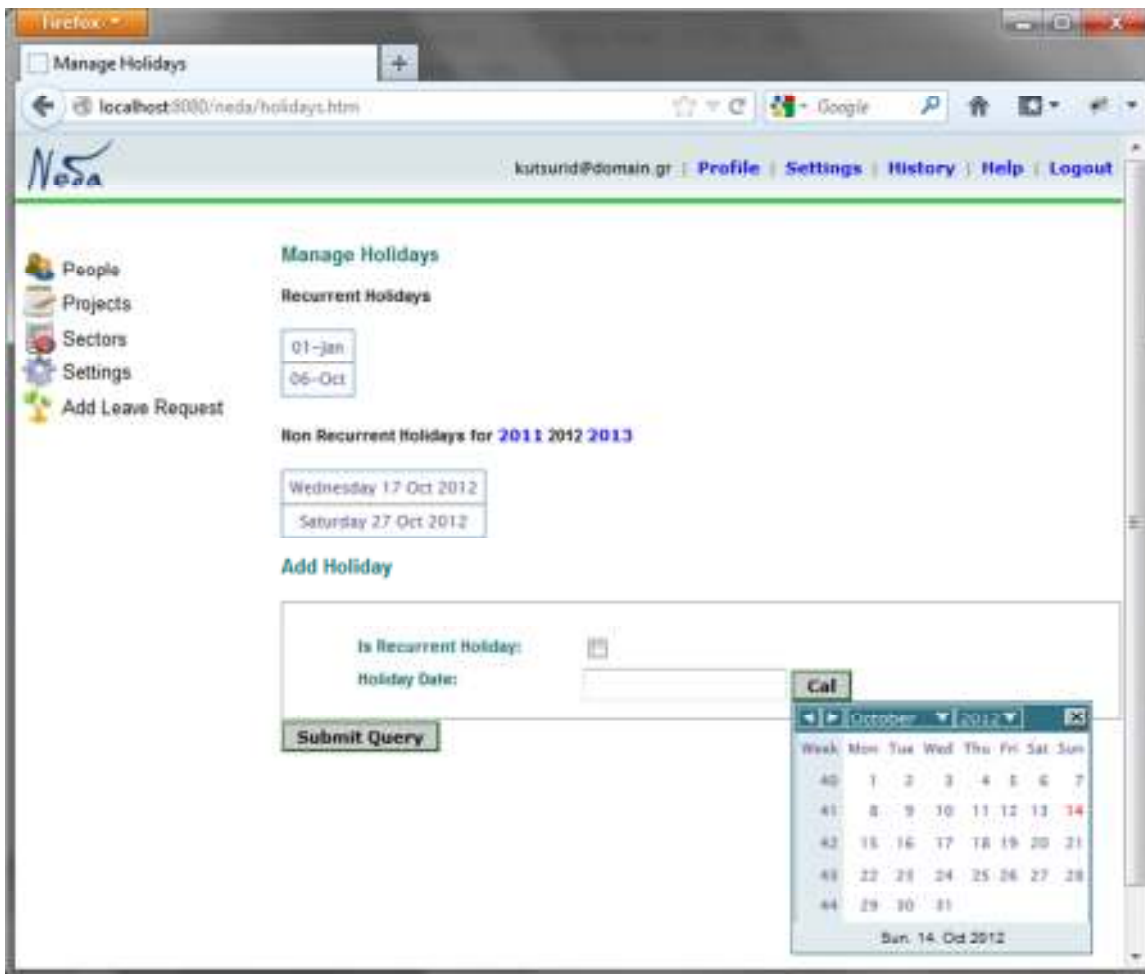 Firefox
Manage Holidays
localhost:8080/neda/holidays.htm
Google
Neda
kutsurid@domain.gr | Profile | Settings | History | Help | Logout
People
Projects
Sectors
Settings
Add Leave Request
Manage Holidays
Recurrent Holidays
01-Jan
06-Oct
Non Recurrent Holidays for 2011 2012 2013
Wednesday 17 Oct 2012
Saturday 27 Oct 2012
Add Holiday
Is Recurrent Holiday:
Holiday Date:
Cal
Submit Query
October 2012
Week Mon Tue Wed Thu Fri Sat Sun
40 1 2 3 4 5 6 7
41 8 9 10 11 12 13 14
42 15 16 17 18 19 20 21
43 22 23 24 25 26 27 28
44 29 30 31
Sun. 14. Oct 2012